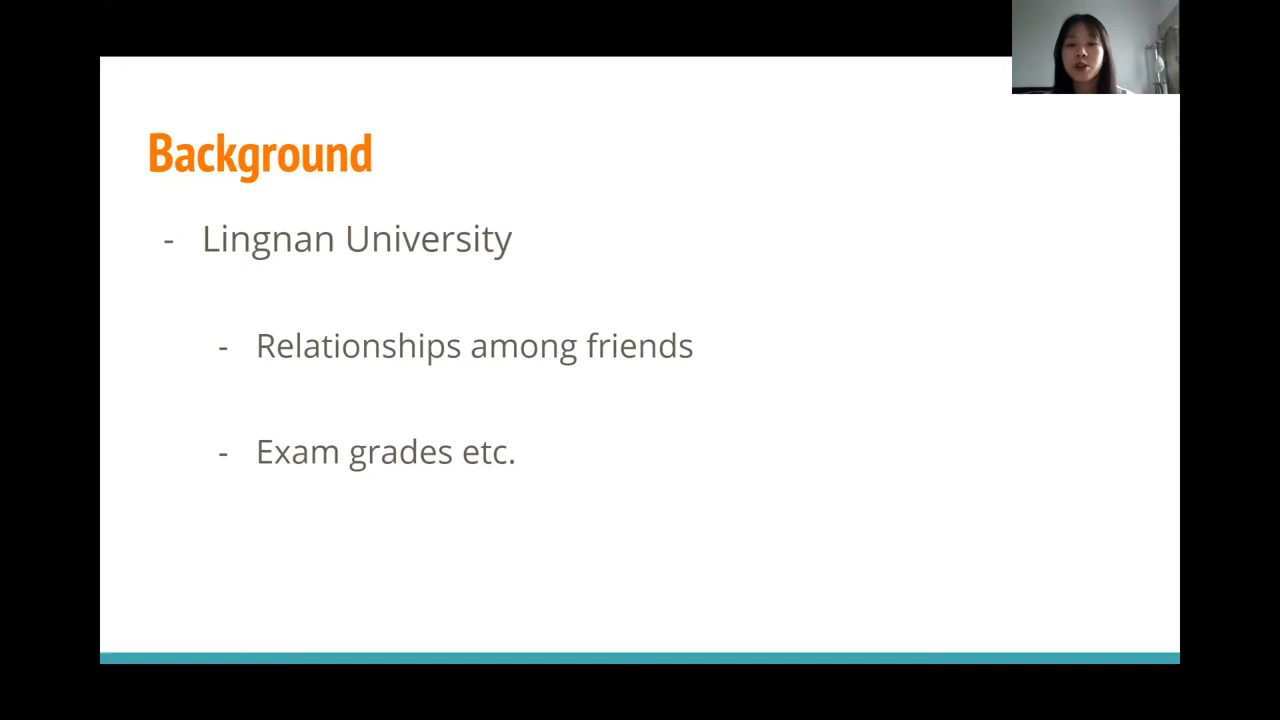 Background
- Lingnan University
- Relationships among friends
- Exam grades etc.